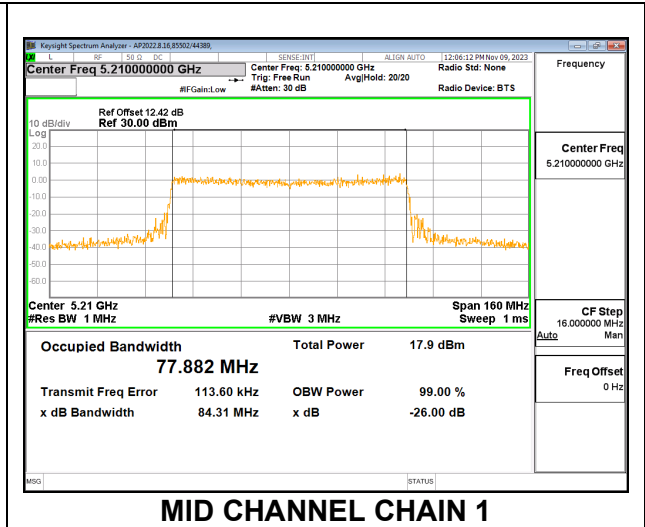 Keysight Spectrum Analyzer - AP2022.8.16,85502/44389,
L RF 50 Ω DC SENSE:INT ALIGN AUTO 12:06:12 PM Nov 09, 2023
Center Freq 5.210000000 GHz
Center Freq: 5.210000000 GHz Radio Std: None
Trig: Free Run Avg|Hold: 20/20
#IFGain:Low #Atten: 30 dB Radio Device: BTS
Frequency
Ref Offset 12.42 dB
10 dB/div Ref 30.00 dBm
Log
20.0
10.0
0.00
-10.0
-20.0
-30.0
-40.0
-50.0
-60.0
Center 5.21 GHz Span 160 MHz
#Res BW 1 MHz #VBW 3 MHz Sweep 1 ms
Occupied Bandwidth Total Power 17.9 dBm
77.882 MHz
Transmit Freq Error 113.60 kHz OBW Power 99.00 %
x dB Bandwidth 84.31 MHz x dB -26.00 dB
Center Freq
5.210000000 GHz
CF Step
16.000000 MHz
Auto Man
Freq Offset
0 Hz
MSG STATUS
MID CHANNEL CHAIN 1